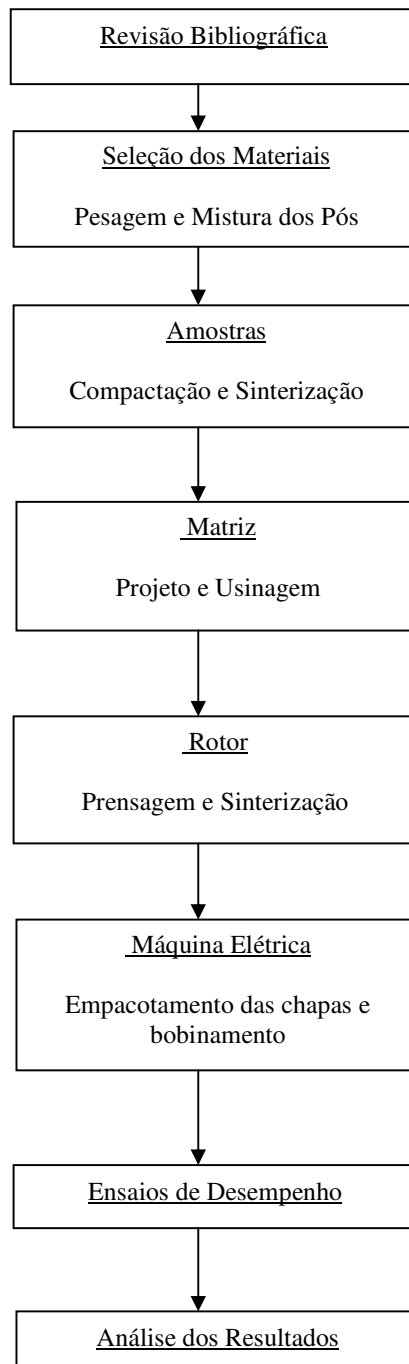 Revisão Bibliográfica
Seleção dos Materiais
Pesagem e Mistura dos Pós
Amostras
Compactação e Sinterização
Matriz
Projeto e Usinagem
Rotor
Prensagem e Sinterização
Máquina Elétrica
Empacotamento das chapas e
bobinamento
Ensaios de Desempenho
Análise dos Resultados